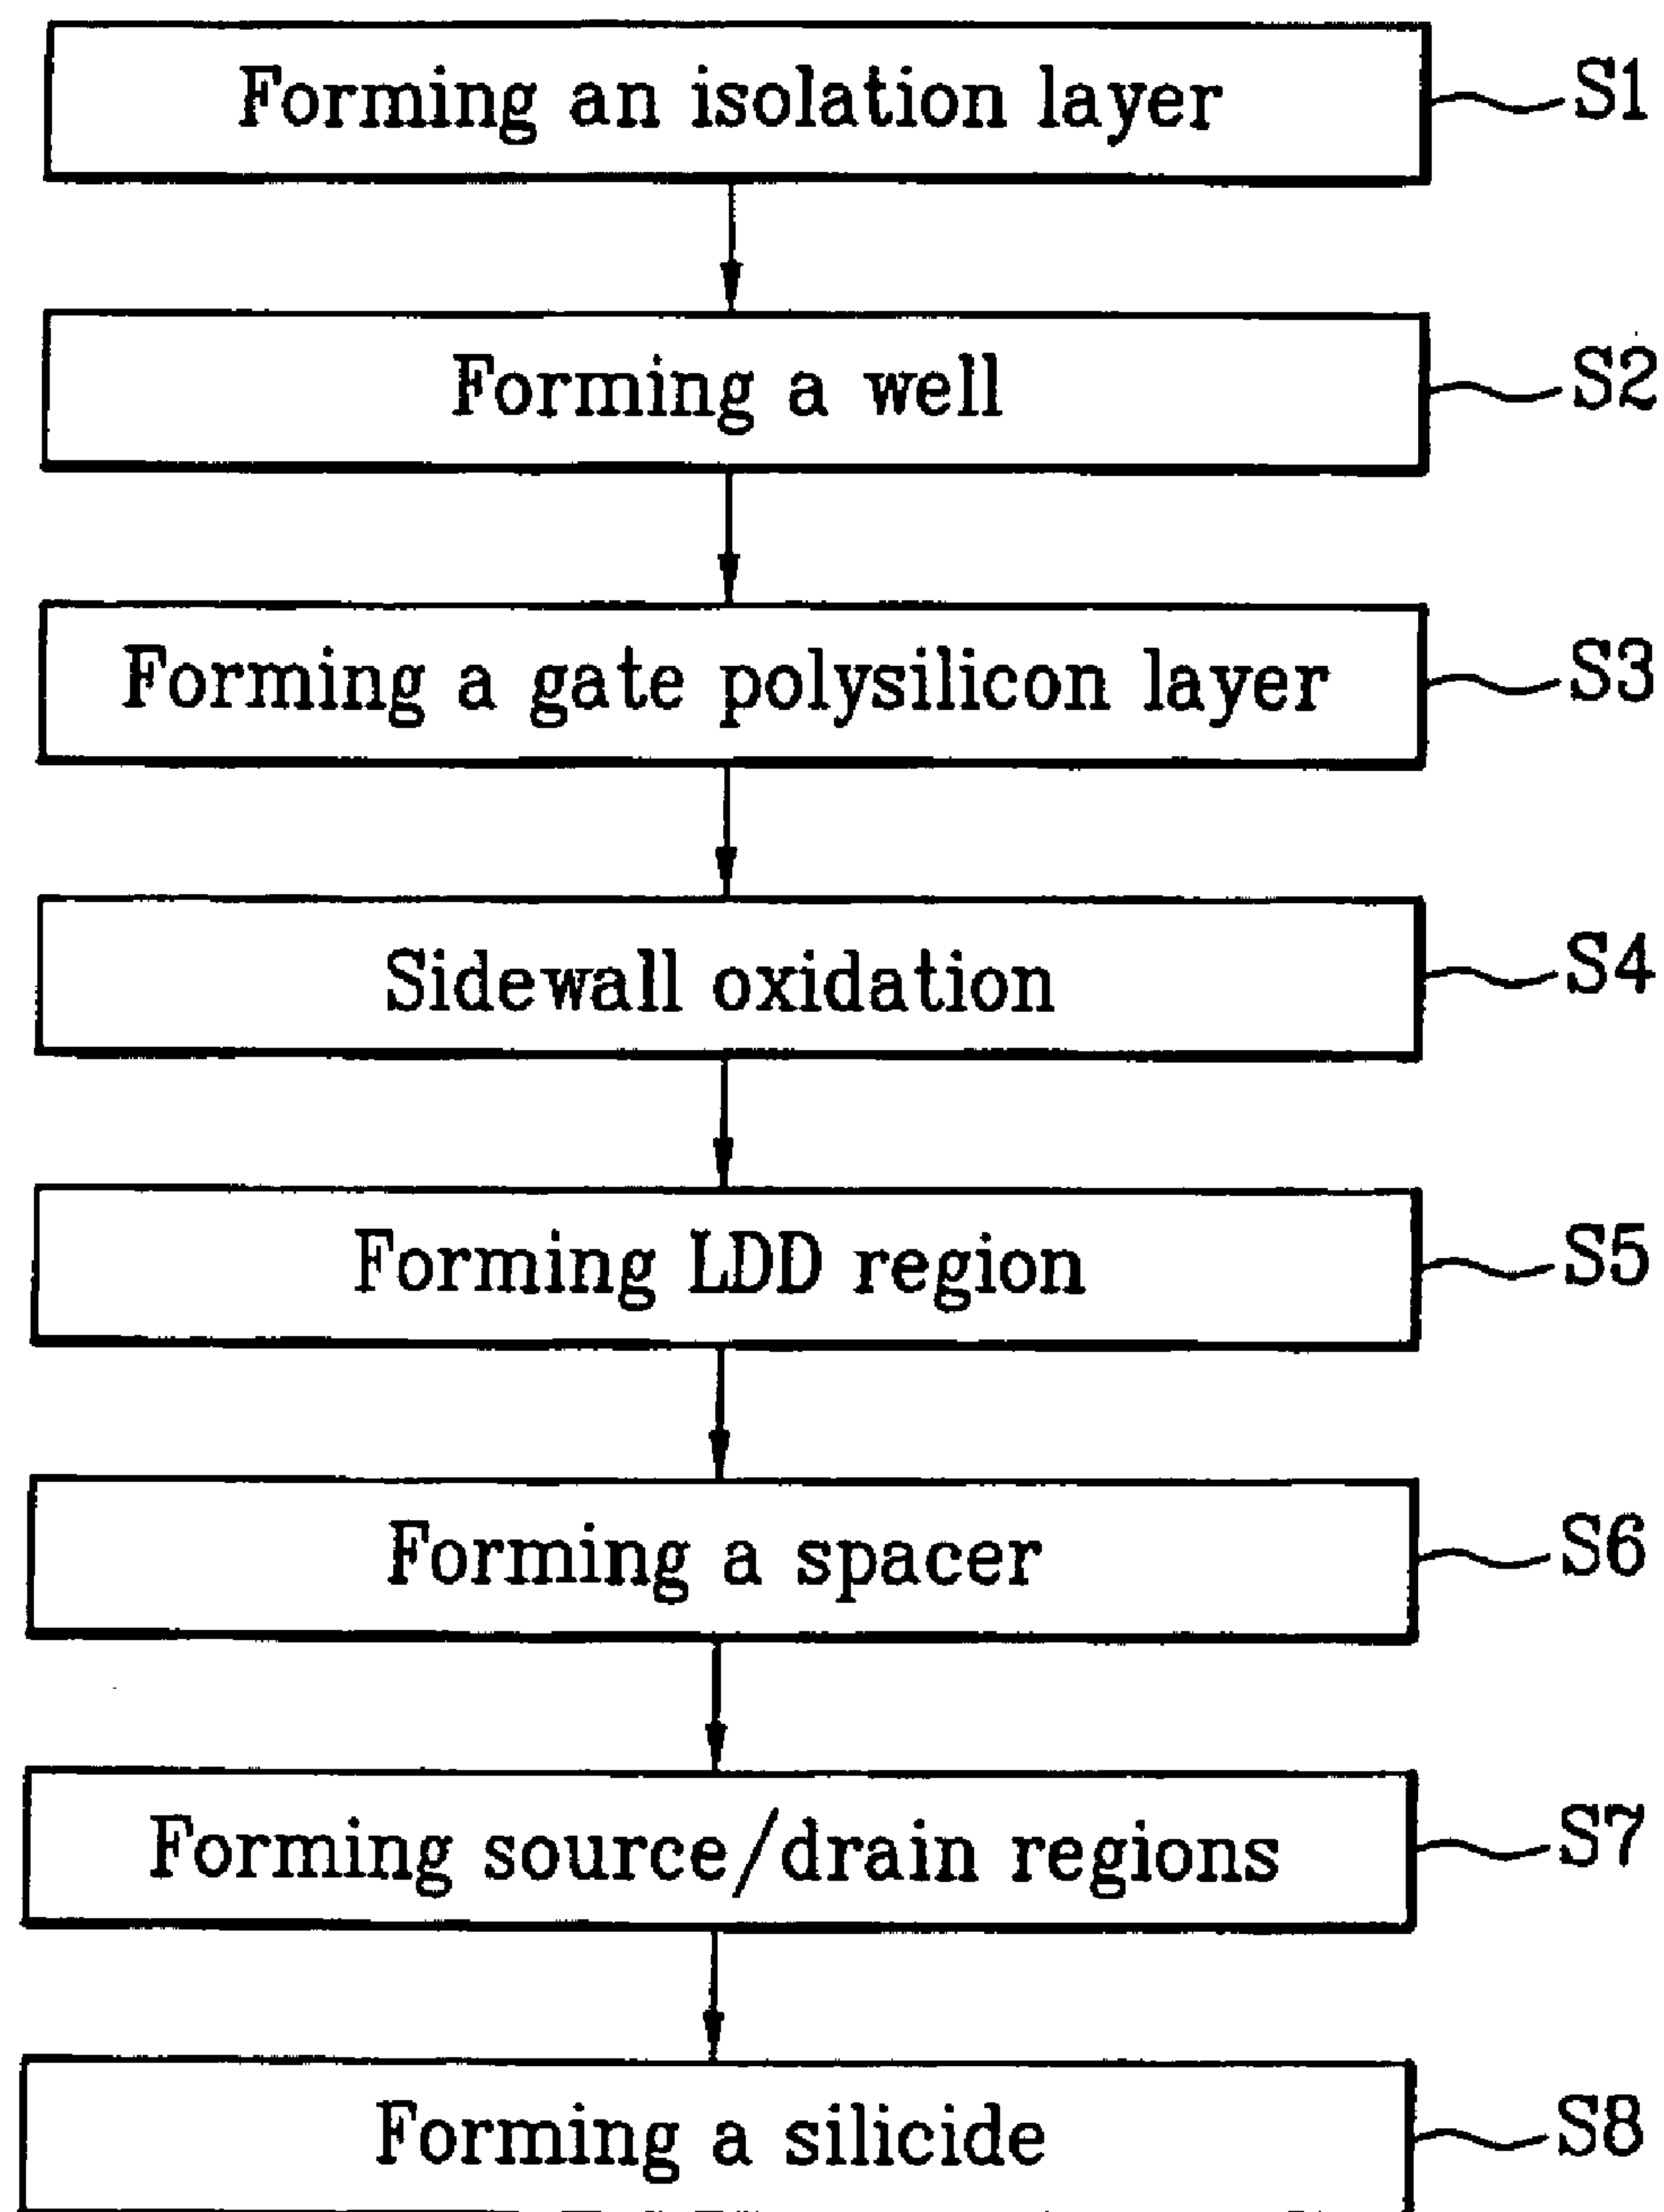 Forming an isolation layer S1
Forming a well S2
Forming a gate polysilicon layer S3
Sidewall oxidation S4
Forming LDD region S5
Forming a spacer S6
Forming source/drain regions S7
Forming a silicide S8